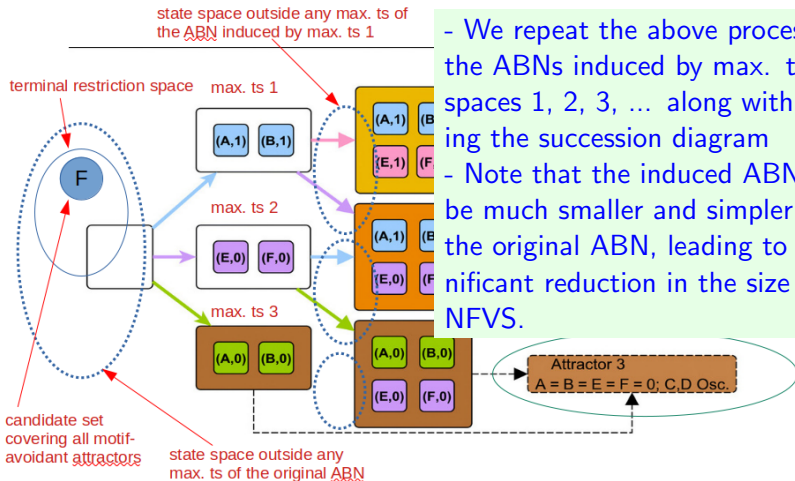 state space outside any max. ts of
the ABN induced by max. ts 1
terminal restriction space
F
max. ts 1
(A,1) (B,1)
max. ts 2
(E,0) (F,0)
max. ts 3
(A,0) (B,0)
(A,1)
(E,1)
(A,1)
(E,0)
(A,0) (B,0)
(E,0) (F,0)
- We repeat the above
the ABNs induced by max.
spaces 1, 2, 3, ... along with
ing the succession diagram
- Note that the induced
be much smaller and simpler
the original ABN, leading to
nificant reduction in the size
NFVS.
Attractor 3
A = B = E = F = 0; C,D Osc.
candidate set
covering all motif-
avoidant attractors
state space outside any
max. ts of the original ABN